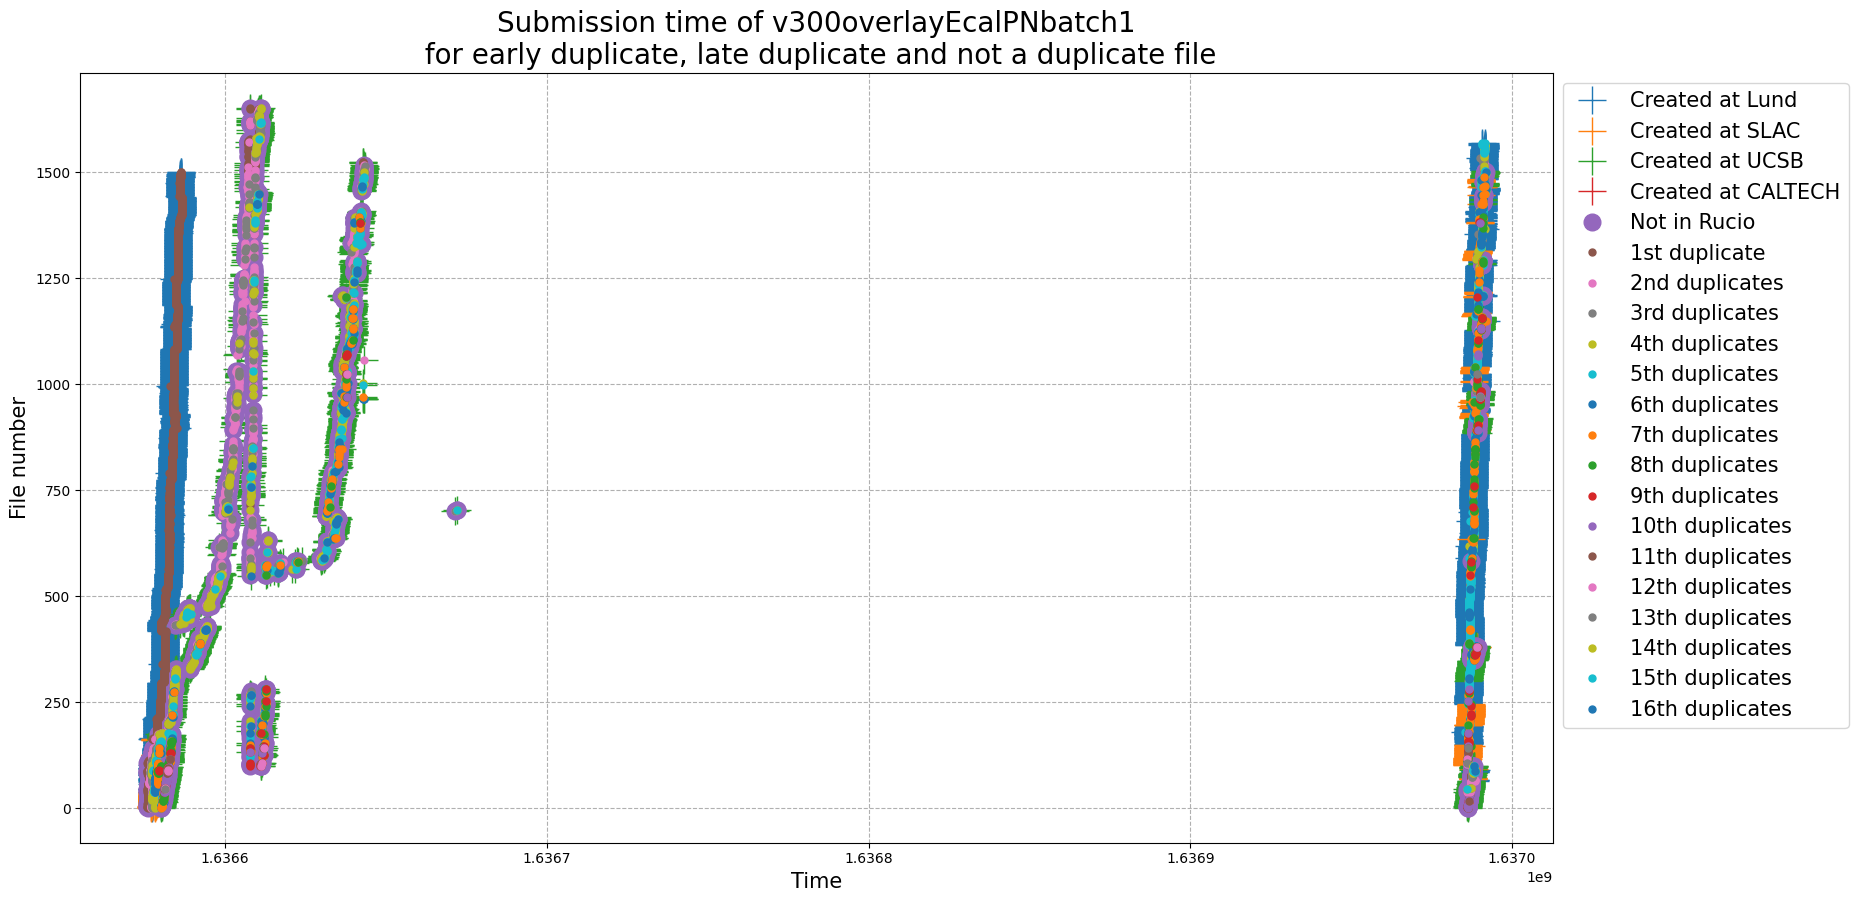 Submission time of v300overlayEcalPNbatch1
for early duplicate, late duplicate and not a duplicate file
File number
1500
1250
1000
750
500
250
0
1.6366
1.6367
1.6368
1.6369
1.6370
1e9
Time
Created at Lund
Created at SLAC
Created at UCSB
Created at CALTECH
Not in Rucio
1st duplicate
2nd duplicates
3rd duplicates
4th duplicates
5th duplicates
6th duplicates
7th duplicates
8th duplicates
9th duplicates
10th duplicates
11th duplicates
12th duplicates
13th duplicates
14th duplicates
15th duplicates
16th duplicates